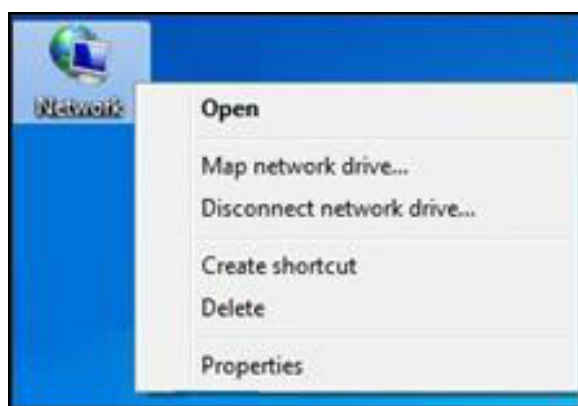 Network
Open
Map network drive...
Disconnect network drive...
Create shortcut
Delete
Properties